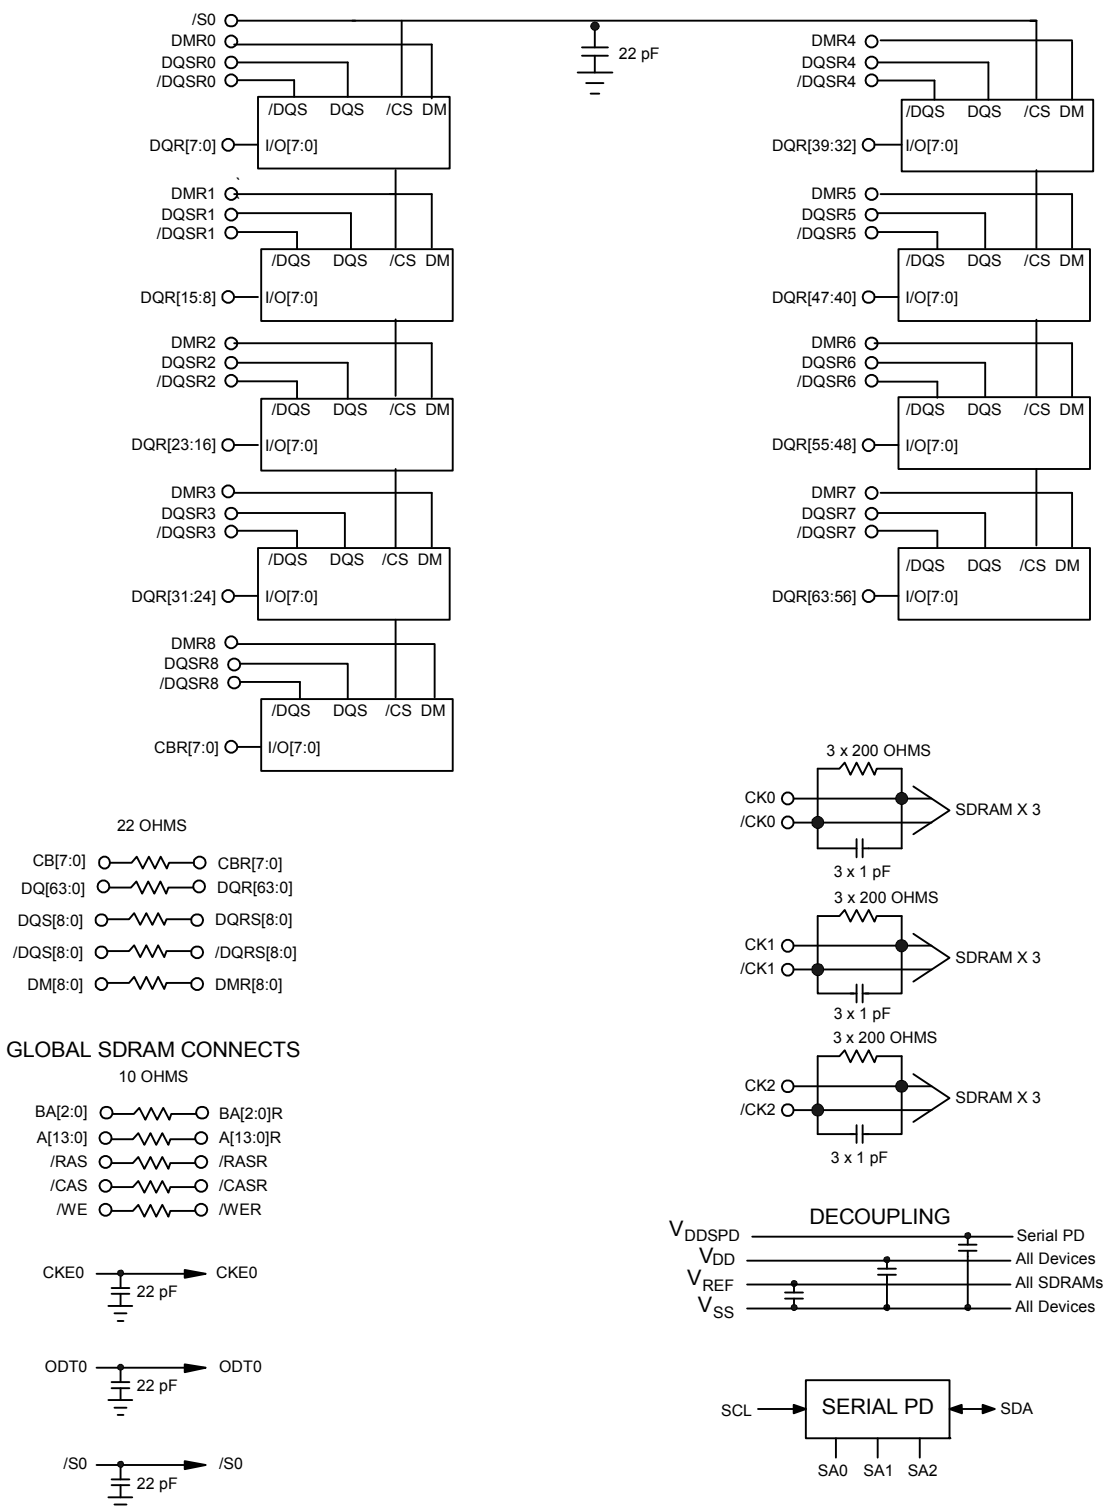 /S0
DMR0
DQSR0
/DQSR0
/DQS DQS /CS DM
DQR[7:0]
I/O[7:0]
DMR1
DQSR1
/DQSR1
/DQS DQS /CS DM
DQR[15:8]
I/O[7:0]
DMR2
DQSR2
/DQSR2
/DQS DQS /CS DM
DQR[23:16]
I/O[7:0]
DMR3
DQSR3
/DQSR3
/DQS DQS /CS DM
DQR[31:24]
I/O[7:0]
DMR8
DQSR8
/DQSR8
/DQS DQS /CS DM
CBR[7:0]
I/O[7:0]
22 pF
DMR4
DQSR4
/DQSR4
/DQS DQS /CS DM
DQR[39:32]
I/O[7:0]
DMR5
DQSR5
/DQSR5
/DQS DQS /CS DM
DQR[47:40]
I/O[7:0]
DMR6
DQSR6
/DQSR6
/DQS DQS /CS DM
DQR[55:48]
I/O[7:0]
DMR7
DQSR7
/DQSR7
/DQS DQS /CS DM
DQR[63:56]
I/O[7:0]
22 OHMS
CB[7:0] CBR[7:0]
DQ[63:0] DQR[63:0]
DQS[8:0] DQRS[8:0]
/DQS[8:0] /DQRS[8:0]
DM[8:0] DMR[8:0]
GLOBAL SDRAM CONNECTS
10 OHMS
BA[2:0] BA[2:0]R
A[13:0] A[13:0]R
/RAS /RASR
/CAS /CASR
/WE /WER
CKE0 CKE0
22 pF
ODT0 ODT0
22 pF
/S0 /S0
22 pF
3 x 200 OHMS
CK0
/CK0
SDRAM X 3
3 x 1 pF
3 x 200 OHMS
CK1
/CK1
SDRAM X 3
3 x 1 pF
3 x 200 OHMS
CK2
/CK2
SDRAM X 3
3 x 1 pF
DECOUPLING
VDDSPD Serial PD
VDD All Devices
VREF All SDRAMs
VSS All Devices
SCL SERIAL PD SDA
SA0 SA1 SA2